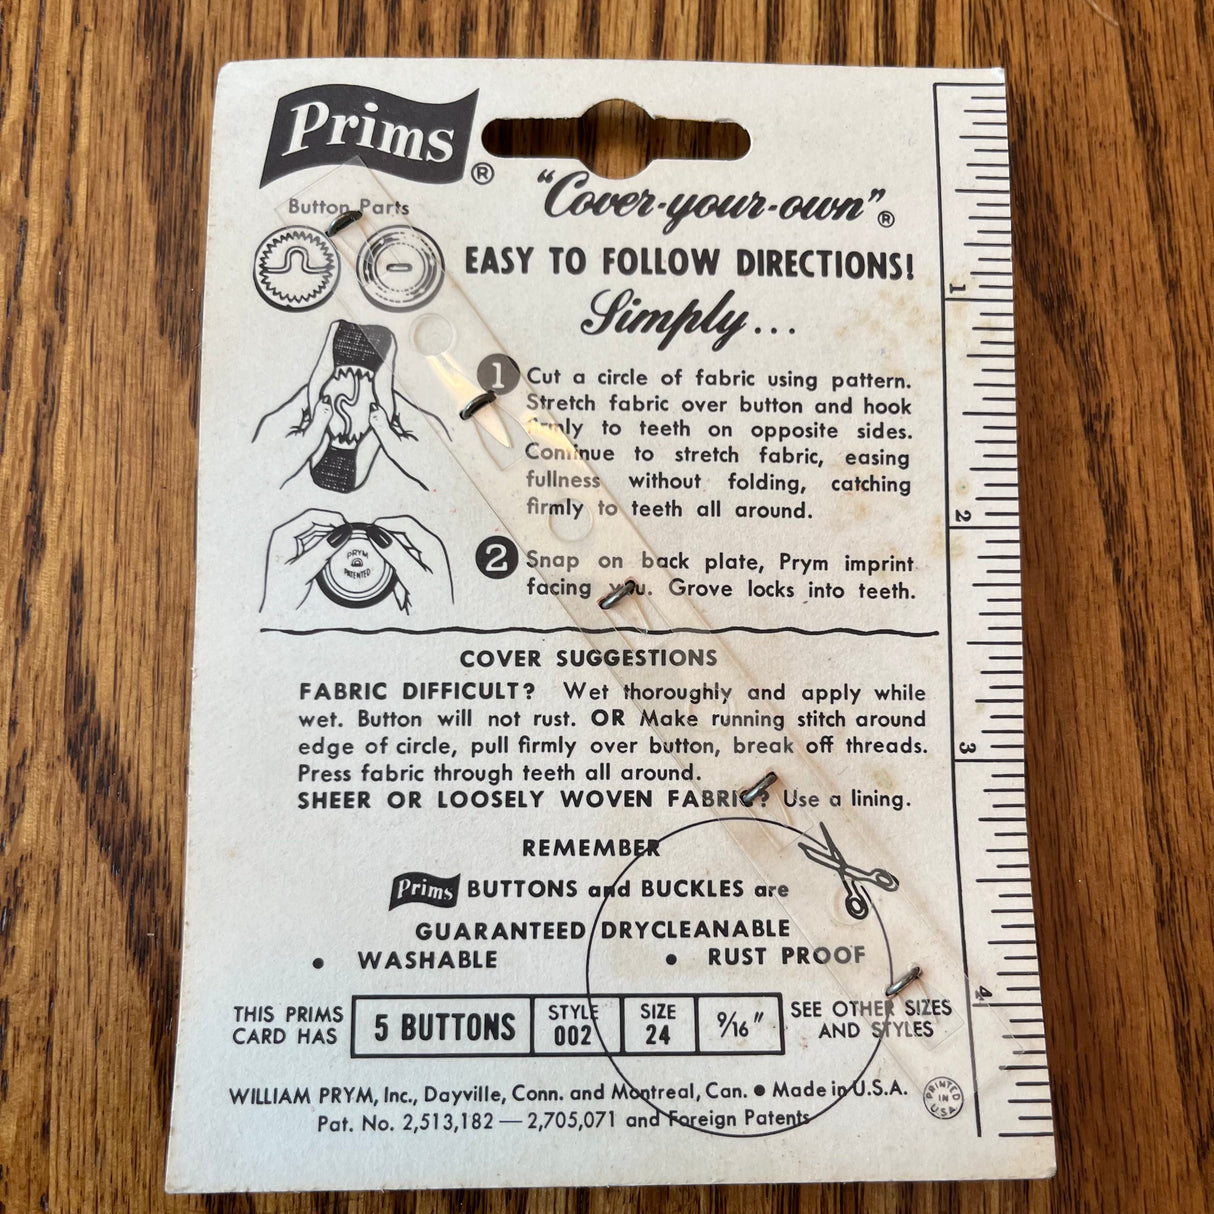 Prims®
"Cover-your-own"®
Button Parts
EASY TO FOLLOW DIRECTIONS!
Simply...
1 Cut a circle of fabric using pattern.
Stretch fabric over button and hook
firmly to teeth on opposite sides.
Continue to stretch fabric, easing
fullness without folding, catching
firmly to teeth all around.
PRYM
PATENTED
2 Snap on back plate, Prym imprint
facing you. Grove locks into teeth.
COVER SUGGESTIONS
FABRIC DIFFICULT? Wet thoroughly and apply while
wet. Button will not rust. OR Make running stitch around
edge of circle, pull firmly over button, break off threads.
Press fabric through teeth all around.
SHEER OR LOOSELY WOVEN FABRIC? Use a lining.
REMEMBER
Prims BUTTONS and BUCKLES are
GUARANTEED DRYCLEANABLE
• WASHABLE • RUST PROOF
THIS PRIMS CARD HAS
5 BUTTONS
STYLE 002
SIZE 24
9/16"
SEE OTHER SIZES
AND STYLES
WILLIAM PRYM, Inc., Dayville, Conn. and Montreal, Can. • Made in U.S.A.
Pat. No. 2,513,182 — 2,705,071 and Foreign Patents
PRINTED IN USA
1
2
3
4